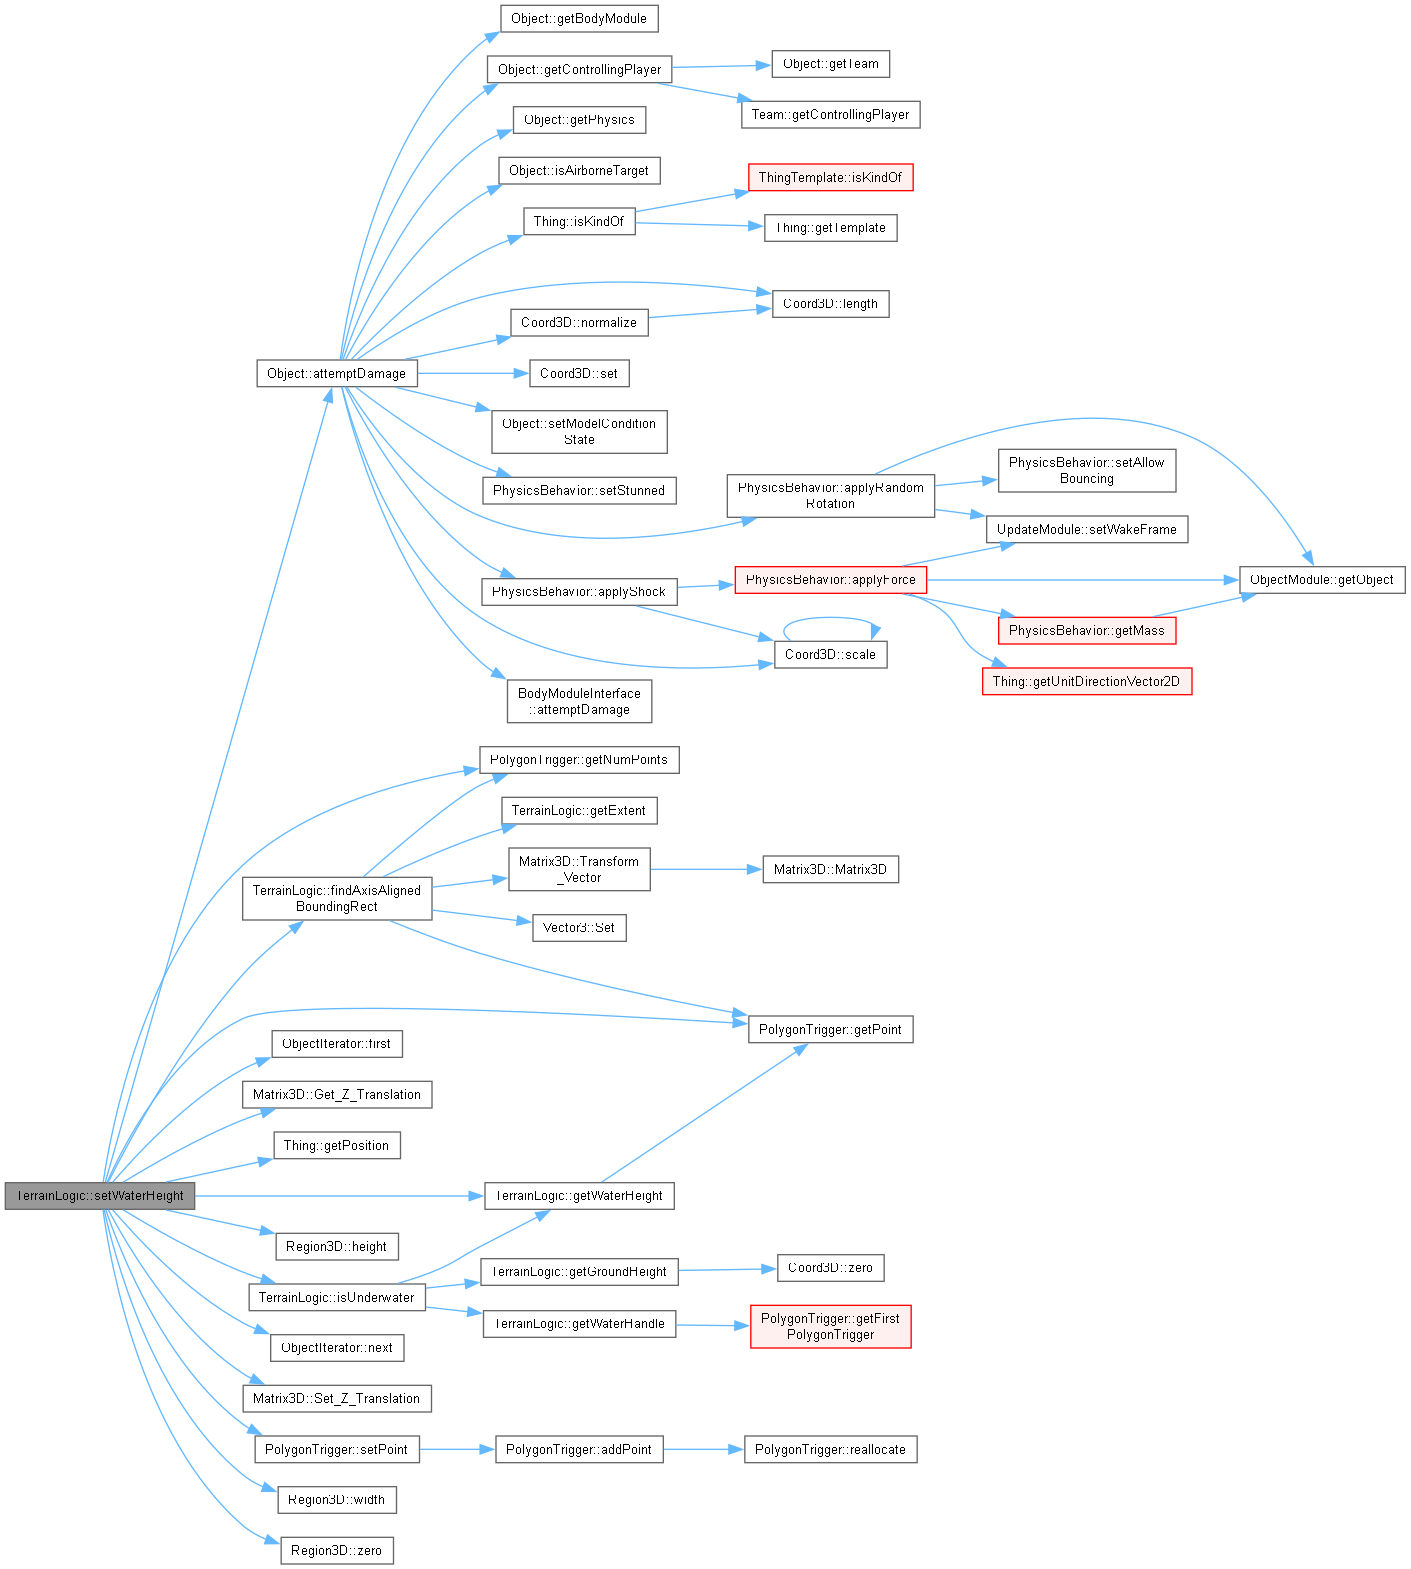 Object::getBodyModule
Object::getControllingPlayer
Object::getTeam
Team::getControllingPlayer
Object::getPhysics
Object::isAirborneTarget
ThingTemplate::isKindOf
Thing::isKindOf
Thing::getTemplate
Coord3D::length
Coord3D::normalize
Object::attemptDamage
Coord3D::set
Object::setModelCondition
State
PhysicsBehavior::setAllow
Bouncing
PhysicsBehavior::setStunned
PhysicsBehavior::applyRandom
Rotation
UpdateModule::setWakeFrame
PhysicsBehavior::applyForce
ObjectModule::getObject
PhysicsBehavior::applyShock
PhysicsBehavior::getMass
Coord3D::scale
Thing::getUnitDirectionVector2D
BodyModuleInterface
::attemptDamage
PolygonTrigger::getNumPoints
TerrainLogic::getExtent
Matrix3D::Transform
_Vector
Matrix3D::Matrix3D
TerrainLogic::findAxisAligned
BoundingRect
Vector3::Set
PolygonTrigger::getPoint
ObjectIterator::first
Matrix3D::Get_Z_Translation
Thing::getPosition
TerrainLogic::setWaterHeight
TerrainLogic::getWaterHeight
Region3D::height
TerrainLogic::getGroundHeight
Coord3D::zero
TerrainLogic::isUnderwater
TerrainLogic::getWaterHandle
PolygonTrigger::getFirst
PolygonTrigger
ObjectIterator::next
Matrix3D::Set_Z_Translation
PolygonTrigger::setPoint
PolygonTrigger::addPoint
PolygonTrigger::reallocate
Region3D::width
Region3D::zero